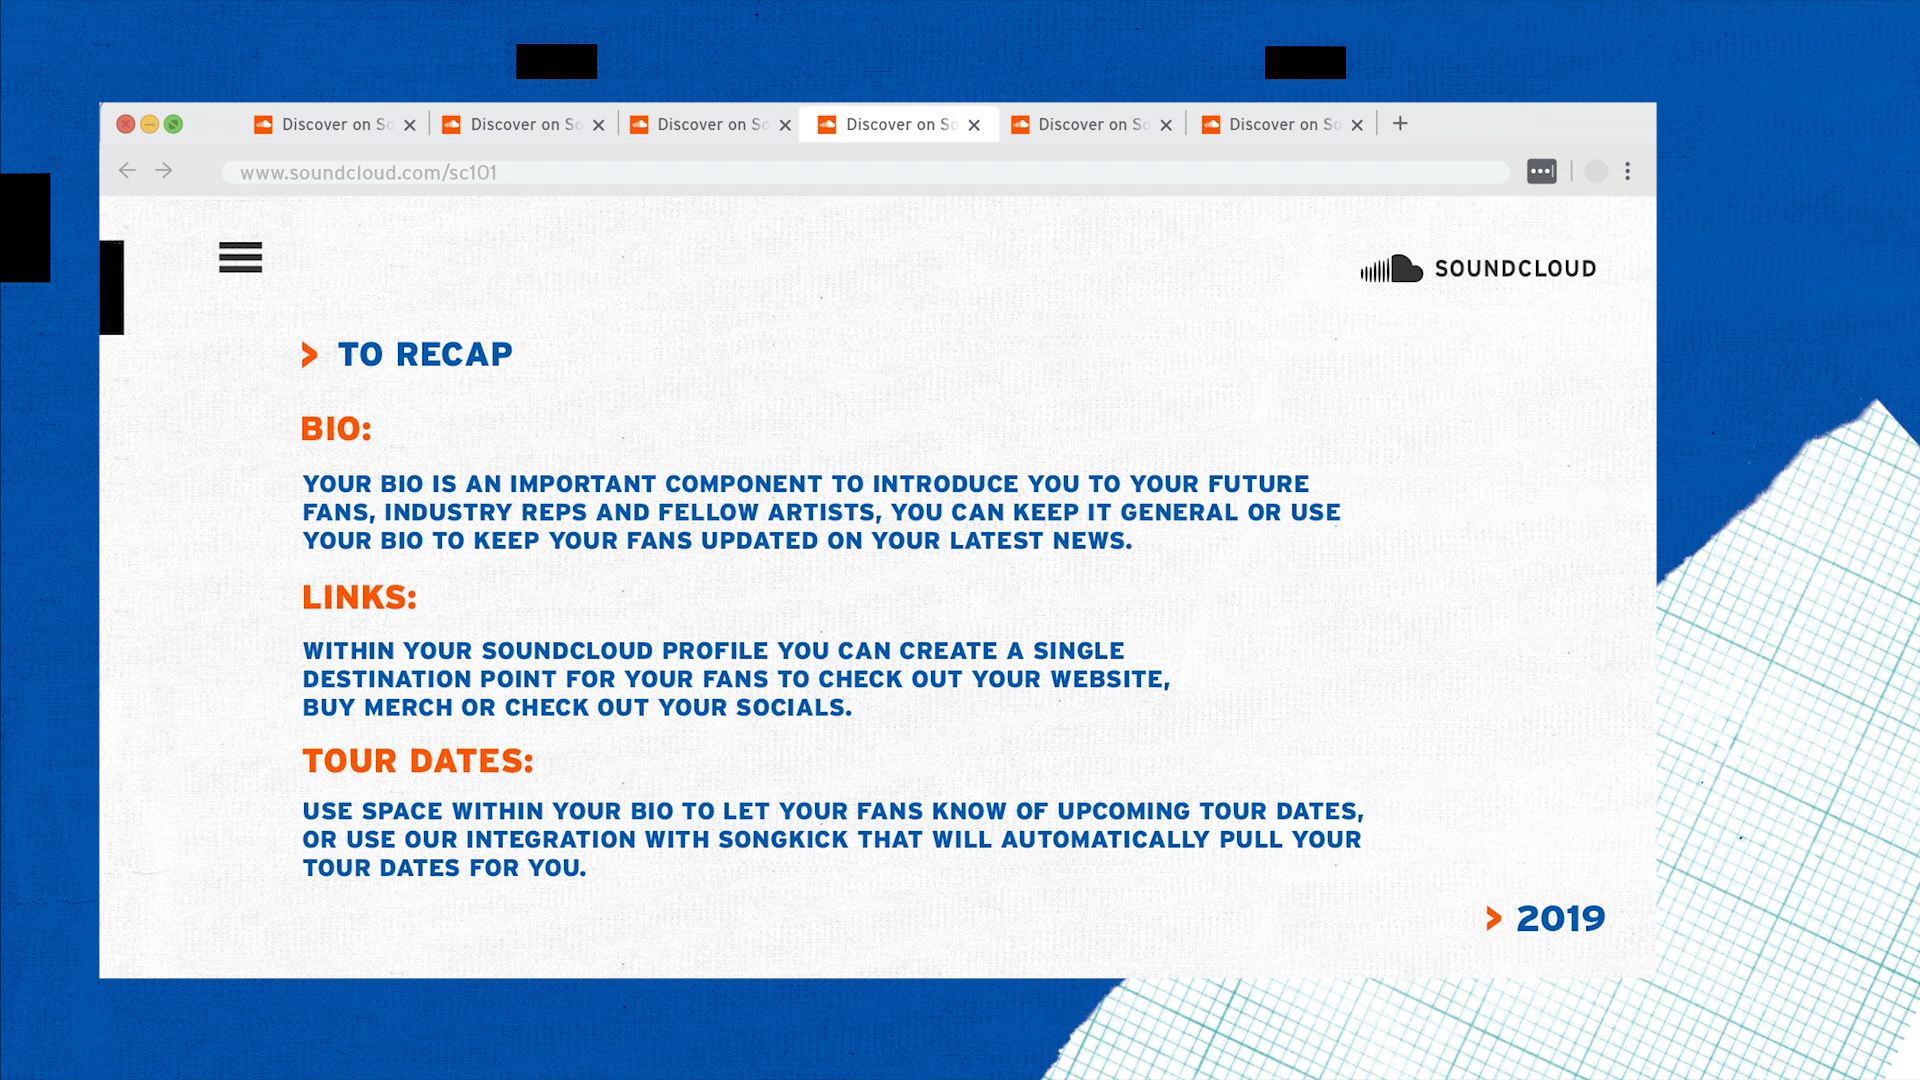 Discover on So
Discover on So
Discover on So
Discover on So
Discover on So
Discover on So
www.soundcloud.com/sc101
SOUNDCLOUD
> TO RECAP
BIO:
YOUR BIO IS AN IMPORTANT COMPONENT TO INTRODUCE YOU TO YOUR FUTURE
FANS, INDUSTRY REPS AND FELLOW ARTISTS, YOU CAN KEEP IT GENERAL OR USE
YOUR BIO TO KEEP YOUR FANS UPDATED ON YOUR LATEST NEWS.
LINKS:
WITHIN YOUR SOUNDCLOUD PROFILE YOU CAN CREATE A SINGLE
DESTINATION POINT FOR YOUR FANS TO CHECK OUT YOUR WEBSITE,
BUY MERCH OR CHECK OUT YOUR SOCIALS.
TOUR DATES:
USE SPACE WITHIN YOUR BIO TO LET YOUR FANS KNOW OF UPCOMING TOUR DATES,
OR USE OUR INTEGRATION WITH SONGKICK THAT WILL AUTOMATICALLY PULL YOUR
TOUR DATES FOR YOU.
> 2019